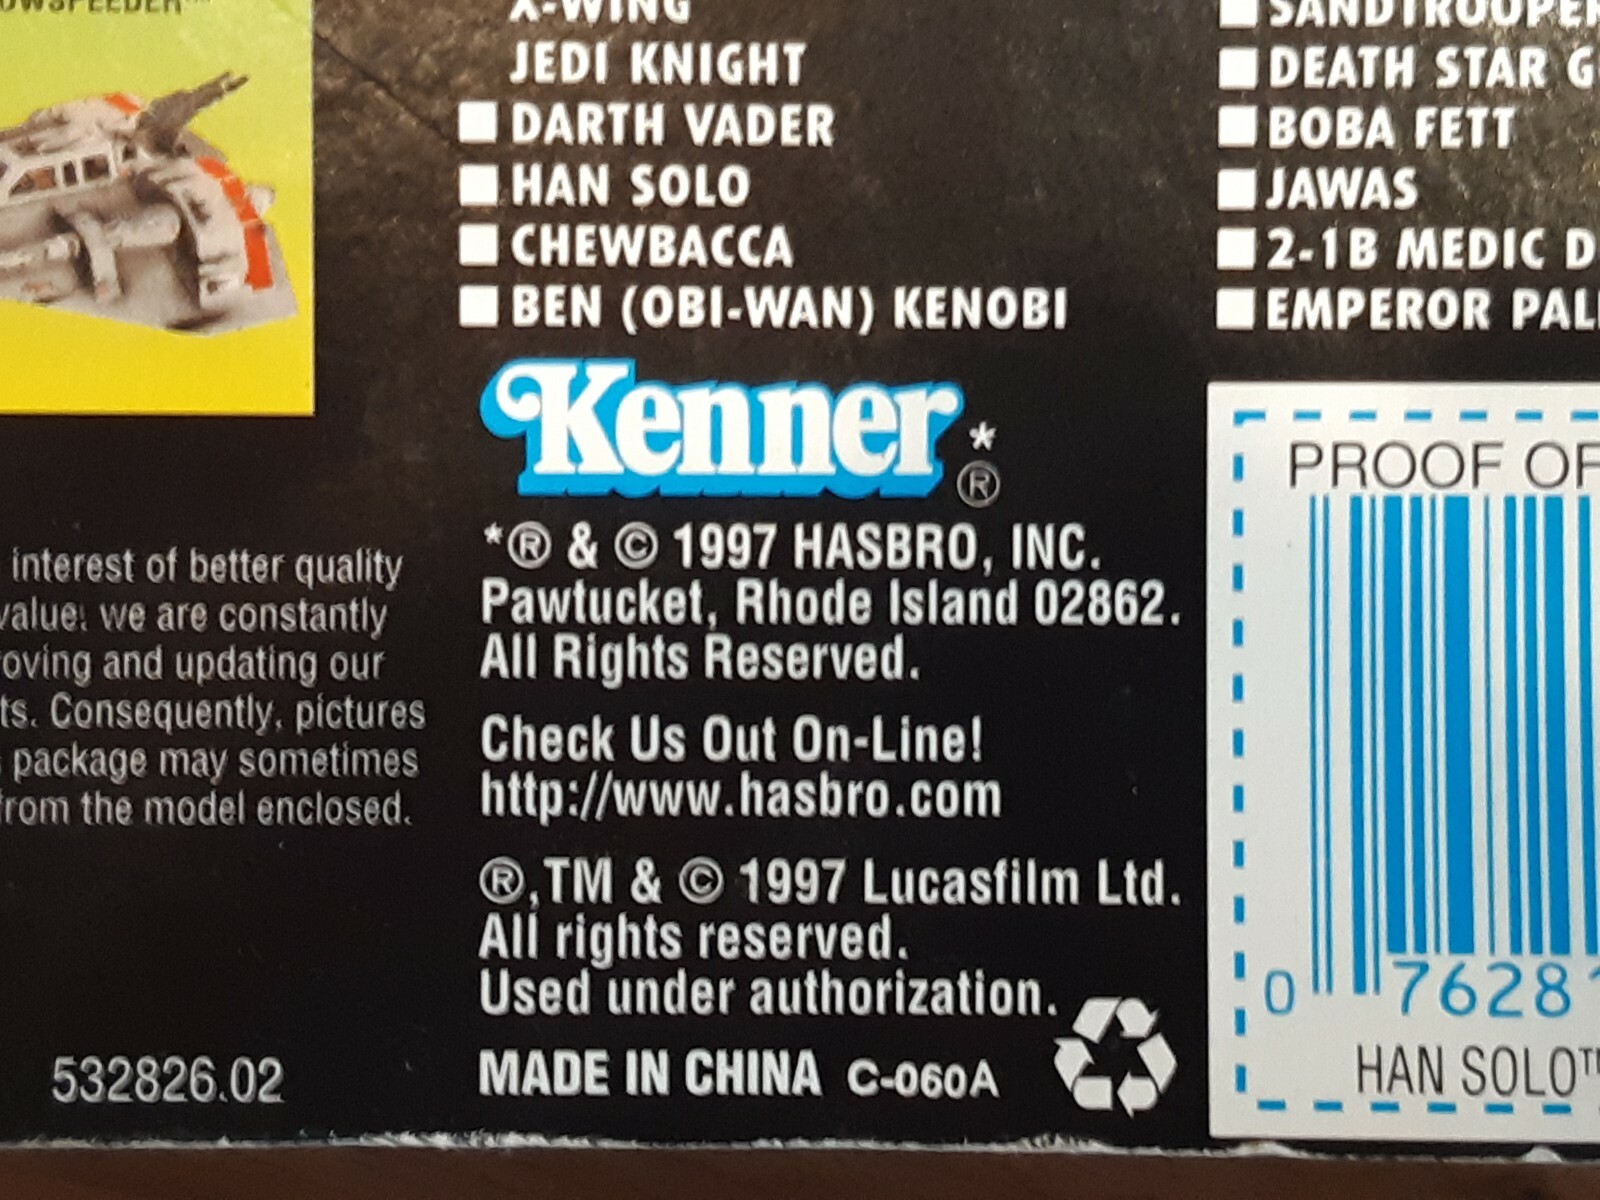 X-WING
JEDI KNIGHT
DARTH VADER
HAN SOLO
CHEWBACCA
BEN (OBI-WAN) KENOBI
DEATH STAR
BOBA FETT
JAWAS
2-1B MEDIC
EMPEROR
Kenner*®
*® & © 1997 HASBRO, INC.
Pawtucket, Rhode Island 02862.
All Rights Reserved.
Check Us Out On-Line!
http://www.hasbro.com
®,TM & © 1997 Lucasfilm Ltd.
All rights reserved.
Used under authorization.
MADE IN CHINA C-060A
interest of better quality
value, we are constantly
and updating our
Consequently, pictures
package may sometimes
from the model enclosed.
532826.02
PROOF OF
0 76281
HAN SOLO™